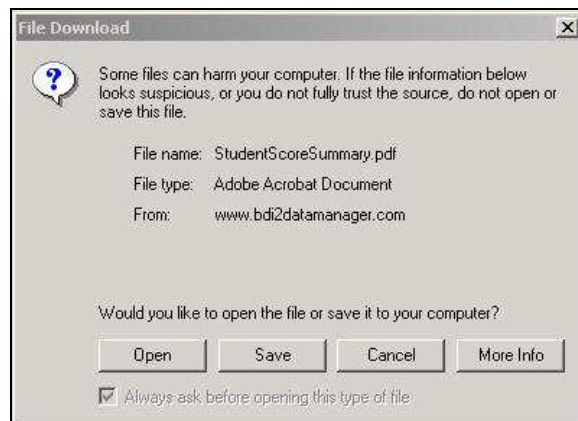 File Download
Some files can harm your computer. If the file information below
looks suspicious, or you do not fully trust the source, do not open or
save this file.
File name: StudentScoreSummary.pdf
File type: Adobe Acrobat Document
From: www.bdi2datamanager.com
Would you like to open the file or save it to your computer?
Open Save Cancel More Info
Always ask before opening this type of file